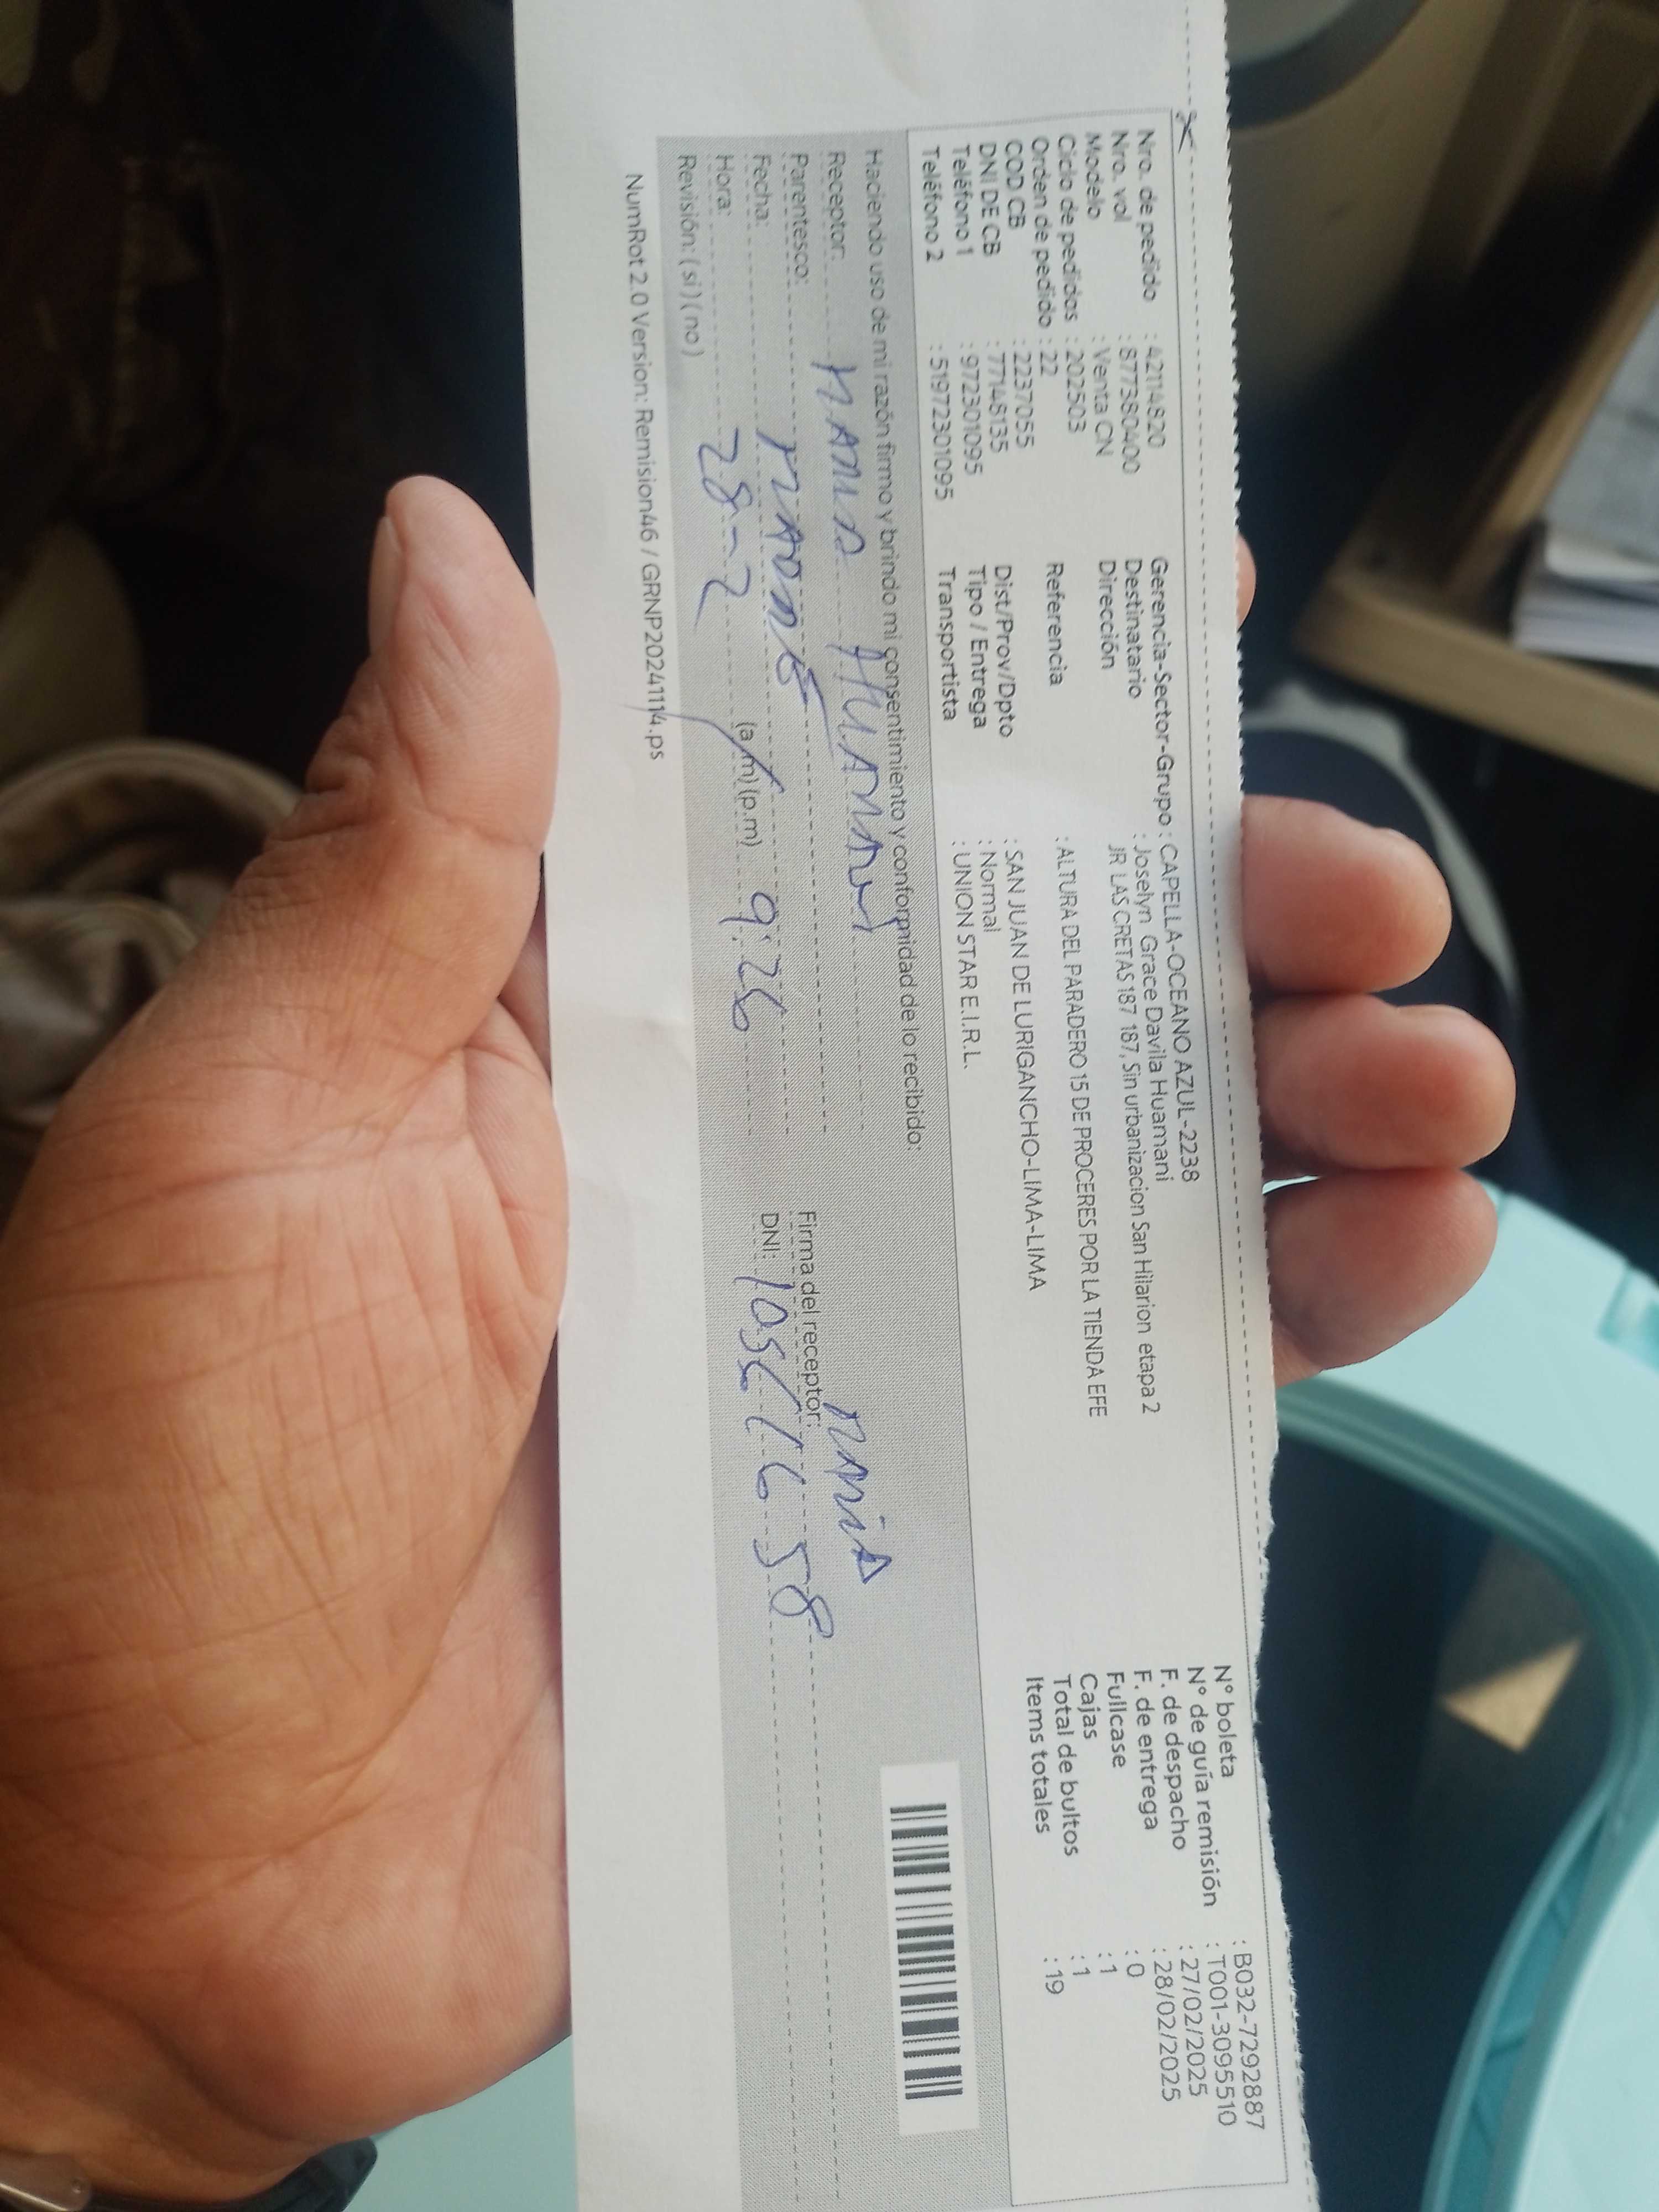 Nro. de pedido : 42114820
Nro. vol : 877380400
Modelo : Venta CN
Ciclo de pedidos : 202503
Orden de pedido : 22
COD CB : 2237055
DNI DE CB : 77148135
Teléfono 1 : 972301095
Teléfono 2 : 51972301095
Gerencia-Sector-Grupo : CAPELLA-OCEANO AZUL-2238
Destinatario : Joselyn Grace Davila Huamani
Dirección JR LAS CRETAS 187 187, Sin urbanizacion San Hilarion etapa 2
Referencia : ALTURA DEL PARADERO 15 DE PROCERES POR LA TIENDA EFE
Dist/Prov/Dpto : SAN JUAN DE LURIGANCHO-LIMA-LIMA
Tipo / Entrega : Normal
Transportista : UNION STAR E.I.R.L.
N° boleta : B032-7292887
N° de guía remisión : T001-3095510
F. de despacho : 27/02/2025
F. de entrega : 28/02/2025
Fullcase : 0
Cajas : 1
Total de bultos : 1
Items totales : 19
Haciendo uso de mi razón firmo y brindo mi consentimiento y conformidad de lo recibido:
Receptor:
Parentesco: MADRE
Fecha: 28-2
Hora: (a.m) (p.m) 9:26
Revisión: ( si ) ( no )
Firma del receptor:
DNI:
NumRot 2.0 Version: Remision46 / GRNP20241114.ps